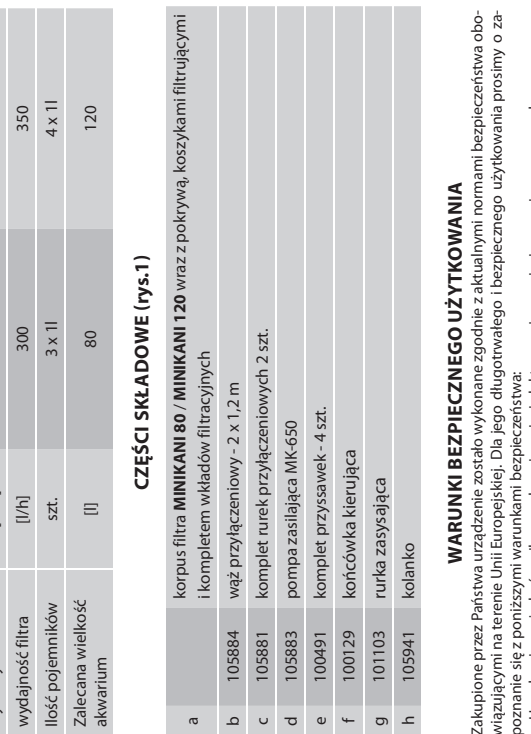 wydajność filtra [l/h] 300 350
Ilość pojemników szt. 3 x 1l 4 x 1l
Zalecana wielkość
akwarium [l] 80 120
CZĘŚCI SKŁADOWE (rys.1)
a korpus filtra MINIKANI 80 / MINIKANI 120 wraz z pokrywą, koszykami filtrującymi
i kompletem wkładów filtracyjnych
b 105884 wąż przyłączeniowy - 2 x 1,2 m
c 105881 komplet rurek przyłączeniowych 2 szt.
d 105883 pompa zasilająca MK-650
e 100491 komplet przyssawek - 4 szt.
f 100129 końcówka kierująca
g 101103 rurka zasysająca
h 105941 kolanko
WARUNKI BEZPIECZNEGO UŻYTKOWANIA
Zakupione przez Państwa urządzenie zostało wykonane zgodnie z aktualnymi normami bezpieczeństwa obo-
wiązującymi na terenie Unii Europejskiej. Dla jego długotrwałego i bezpiecznego użytkowania prosimy o za-
poznanie się z poniższymi warunkami bezpieczeństwa: